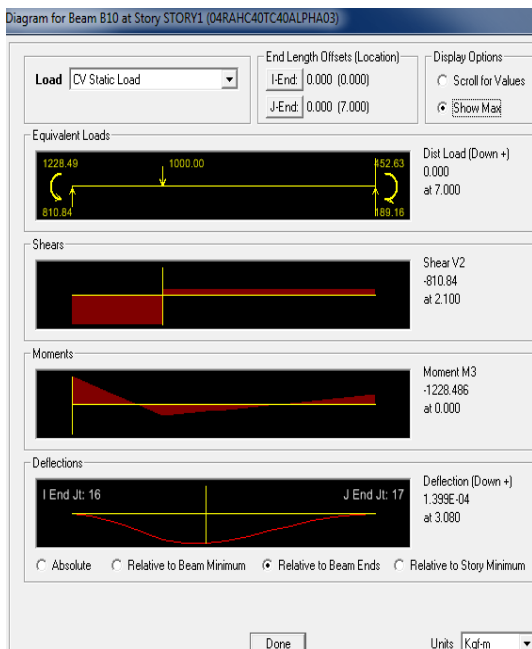 Diagram for Beam B10 at Story STORY1 (04RAHC40TC40ALPHA03)
Load CV Static Load
End Length Offsets (Location)
I-End: 0.000 (0.000)
J-End: 0.000 (7.000)
Display Options
Scroll for Values
Show Max
Equivalent Loads
1228.49 1000.00 452.63
810.84 189.16
Dist Load (Down +)
0.000
at 7.000
Shears
Shear V2
-810.84
at 2.100
Moments
Moment M3
-1228.486
at 0.000
Deflections
I End Jt: 16 J End Jt: 17
Deflection (Down +)
1.399E-04
at 3.080
Absolute Relative to Beam Minimum Relative to Beam Ends Relative to Story Minimum
Done Units Kgf-m